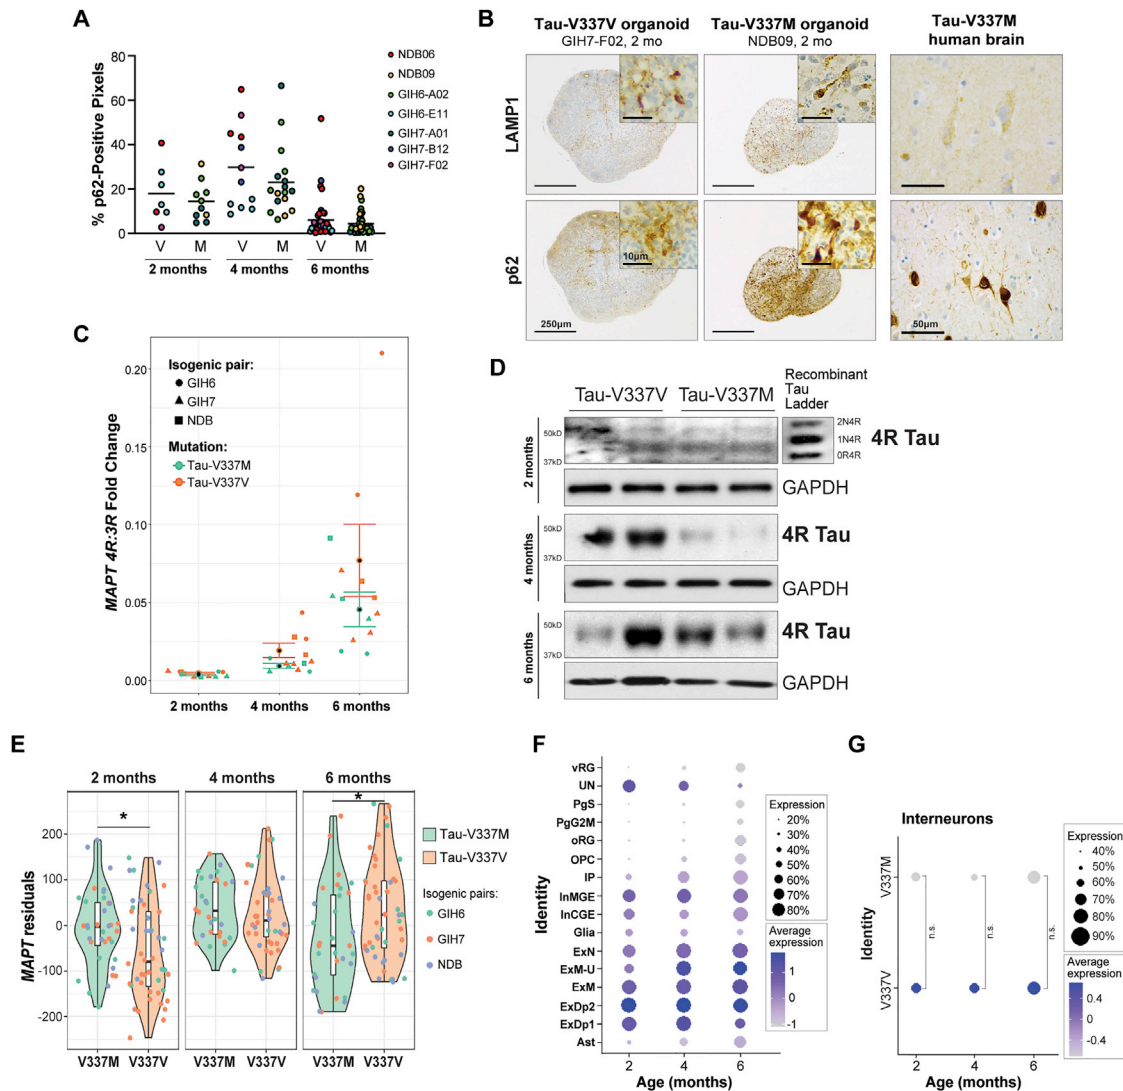 A
% p62-Positive Pixels
80
60
40
20
0
V
M
V
M
V
M
2 months
4 months
6 months
NDB06
NDB09
GIH6-A02
GIH6-E11
GIH7-A01
GIH7-B12
GIH7-F02
B
Tau-V337V organoid
GIH7-F02, 2 mo
Tau-V337M organoid
NDB09, 2 mo
Tau-V337M
human brain
LAMP1
p62
10µm
250µm
50µm
C
MAPT 4R:3R Fold Change
0.20
0.15
0.10
0.05
0.00
Isogenic pair:
GIH6
GIH7
NDB
Mutation:
Tau-V337M
Tau-V337V
2 months
4 months
6 months
D
Tau-V337V
Tau-V337M
Recombinant
Tau
Ladder
2 months
50kD
37kD
2N4R
1N4R
0R4R
4R Tau
GAPDH
4 months
50kD
37kD
4R Tau
GAPDH
6 months
50kD
37kD
4R Tau
GAPDH
E
MAPT residuals
2 months
4 months
6 months
*
*
200
100
0
-100
-200
V337M
V337V
V337M
V337V
V337M
V337V
Tau-V337M
Tau-V337V
Isogenic pairs:
GIH6
GIH7
NDB
F
Identity
vRG
UN
PgS
PgG2M
oRG
OPC
IP
InMGE
InCGE
Glia
ExN
ExM-U
ExM
ExDp2
ExDp1
Ast
2
4
6
Age (months)
Expression
20%
30%
40%
50%
60%
70%
80%
Average
expression
1
0
-1
G
Interneurons
Identity
V337M
V337V
n.s.
n.s.
n.s.
2
4
6
Age (months)
Expression
40%
50%
60%
70%
80%
90%
Average
expression
0.4
0.0
-0.4